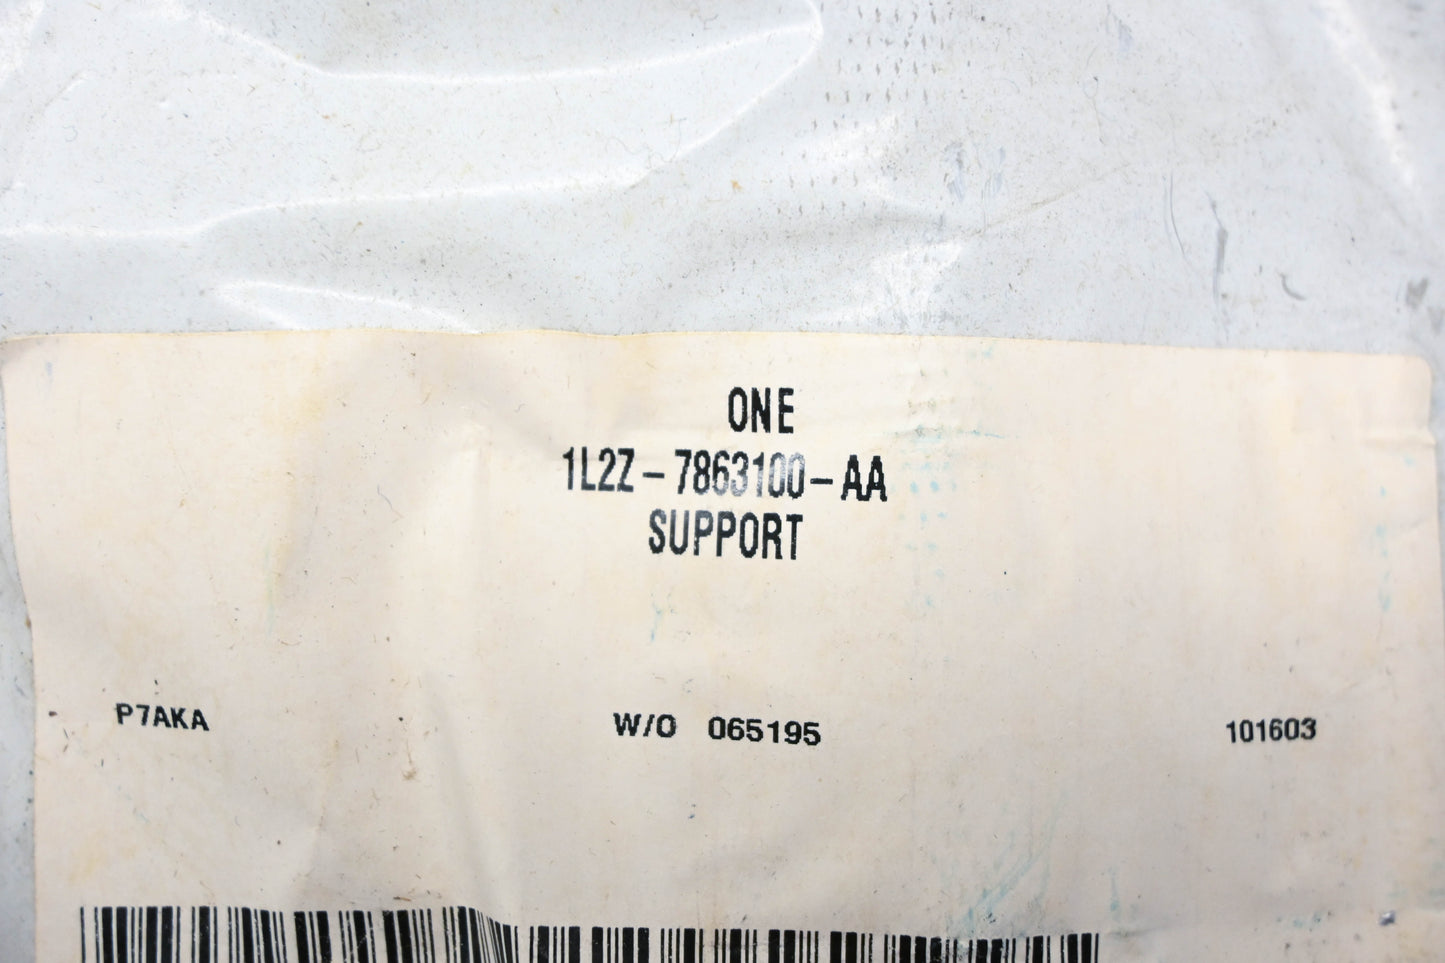 ONE
1L2Z-7863100-AA
SUPPORT
P7AKA W/O 065195 101603